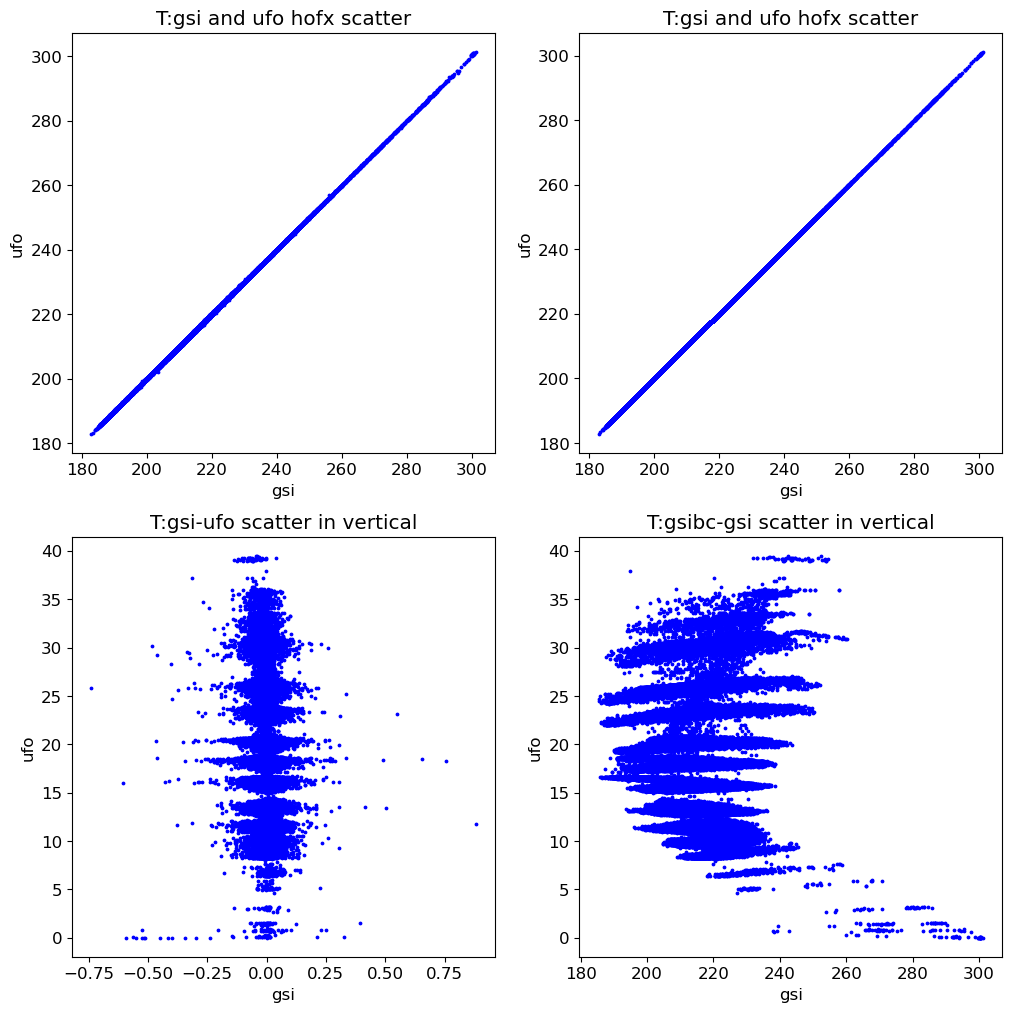 T:gsi and ufo hofx scatter
300
280
260
240
220
200
180
ufo
180 200 220 240 260 280 300
gsi
T:gsi and ufo hofx scatter
300
280
260
240
220
200
180
ufo
180 200 220 240 260 280 300
gsi
T:gsi-ufo scatter in vertical
40
35
30
25
20
15
10
5
0
ufo
−0.75 −0.50 −0.25 0.00 0.25 0.50 0.75
gsi
T:gsibc-gsi scatter in vertical
40
35
30
25
20
15
10
5
0
ufo
180 200 220 240 260 280 300
gsi